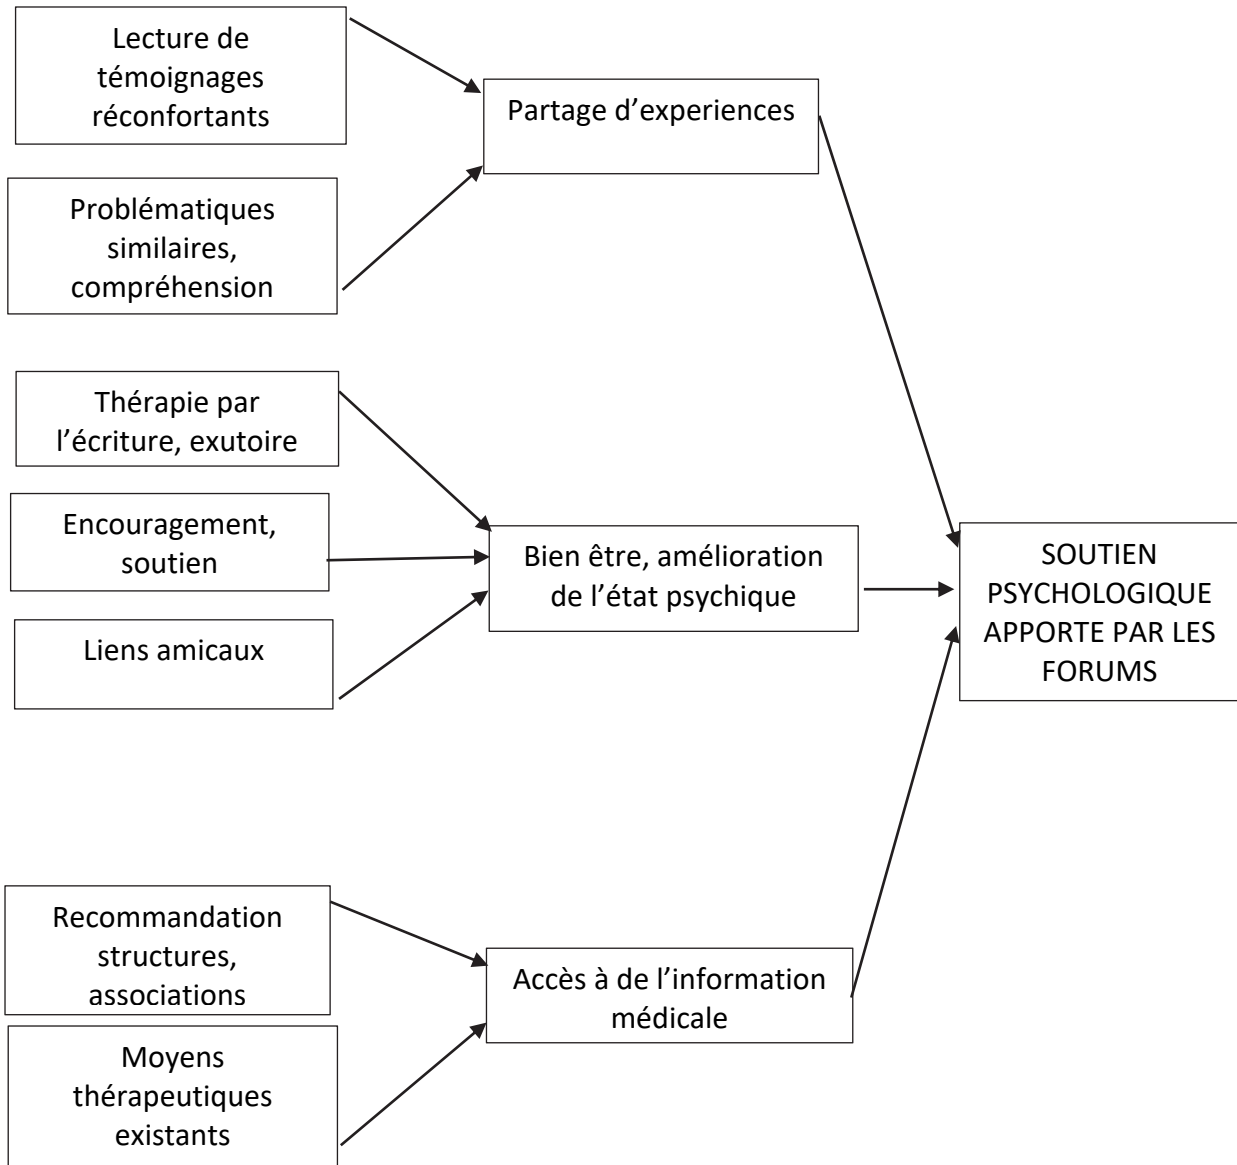 Lecture de
témoignages
réconfortants
Partage d’experiences
Problématiques
similaires,
compréhension
Thérapie par
l’écriture, exutoire
Encouragement,
soutien
Bien être, amélioration
de l’état psychique
SOUTIEN
PSYCHOLOGIQUE
APPORTE PAR LES
FORUMS
Liens amicaux
Recommandation
structures,
associations
Accès à de l’information
médicale
Moyens
thérapeutiques
existants